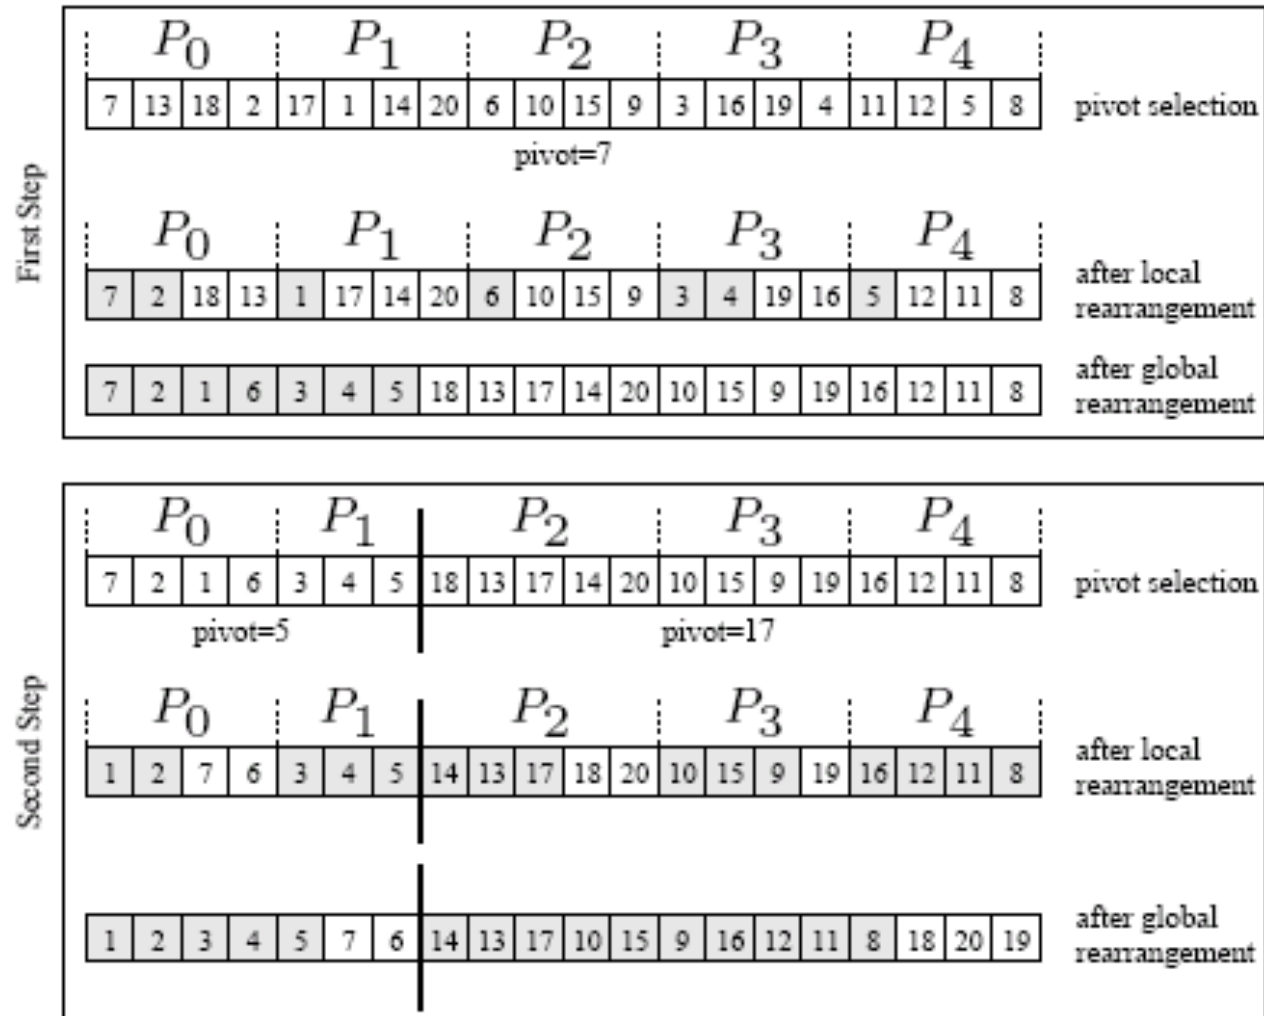 First Step
P0 P1 P2 P3 P4
7 13 18 2 17 1 14 20 6 10 15 9 3 16 19 4 11 12 5 8 pivot selection
pivot=7
P0 P1 P2 P3 P4
7 2 18 13 1 17 14 20 6 10 15 9 3 4 19 16 5 12 11 8 after local
rearrangement
7 2 1 6 3 4 5 18 13 17 14 20 10 15 9 19 16 12 11 8 after global
rearrangement
Second Step
P0 P1 P2 P3 P4
7 2 1 6 3 4 5 18 13 17 14 20 10 15 9 19 16 12 11 8 pivot selection
pivot=5 pivot=17
P0 P1 P2 P3 P4
1 2 7 6 3 4 5 14 13 17 18 20 10 15 9 19 16 12 11 8 after local
rearrangement
1 2 3 4 5 7 6 14 13 17 10 15 9 16 12 11 8 18 20 19 after global
rearrangement